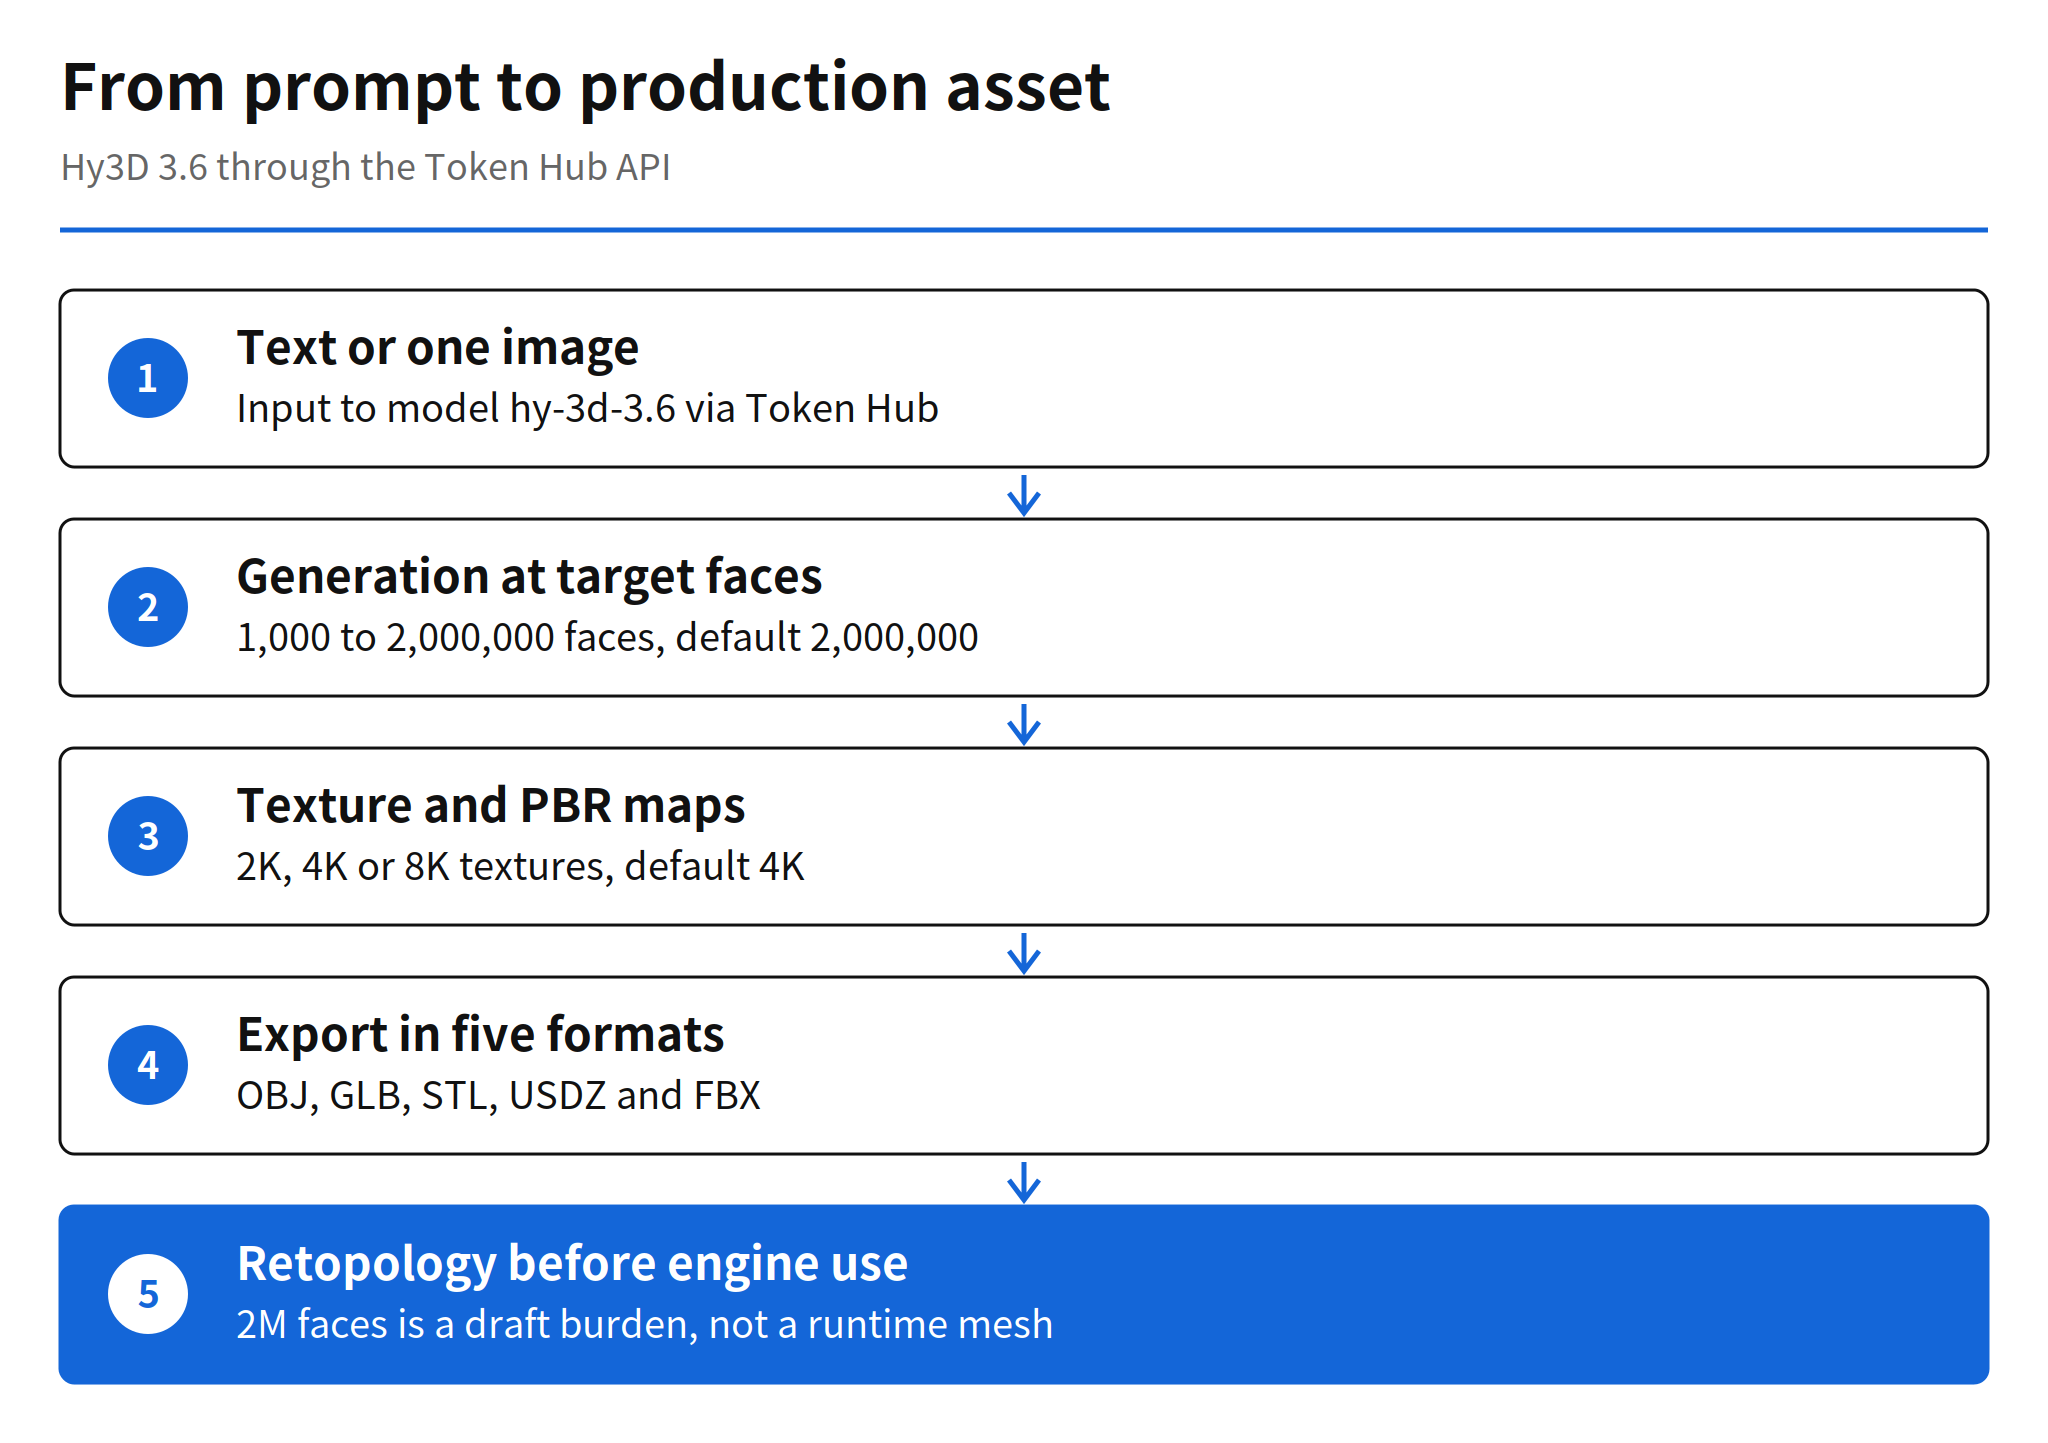 From prompt to production asset
Hy3D 3.6 through the Token Hub API
1
Text or one image
Input to model hy-3d-3.6 via Token Hub
2
Generation at target faces
1,000 to 2,000,000 faces, default 2,000,000
3
Texture and PBR maps
2K, 4K or 8K textures, default 4K
4
Export in five formats
OBJ, GLB, STL, USDZ and FBX
5
Retopology before engine use
2M faces is a draft burden, not a runtime mesh